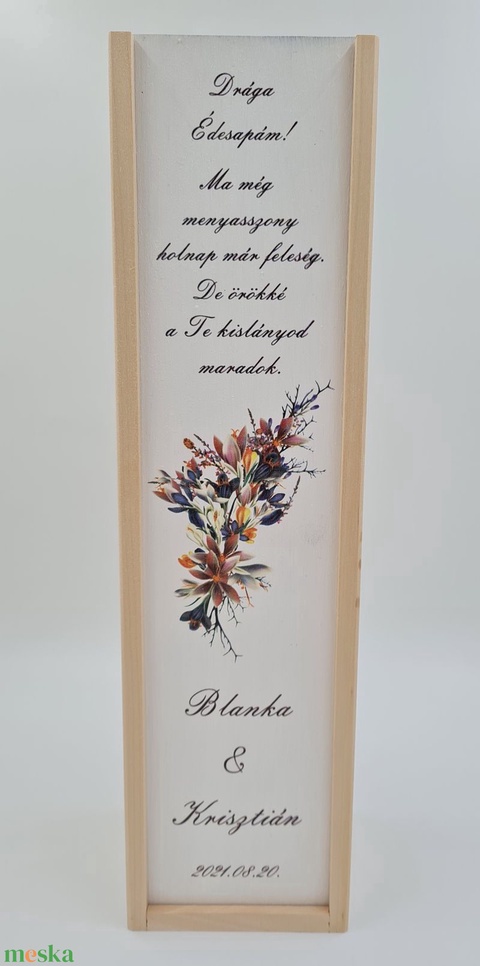 Drága
Édesapám!
Ma még
menyasszony
holnap már feleség.
De örökké
a Te kislányod
maradok.
Blanka
&
Krisztián
2021.08.20.
meska